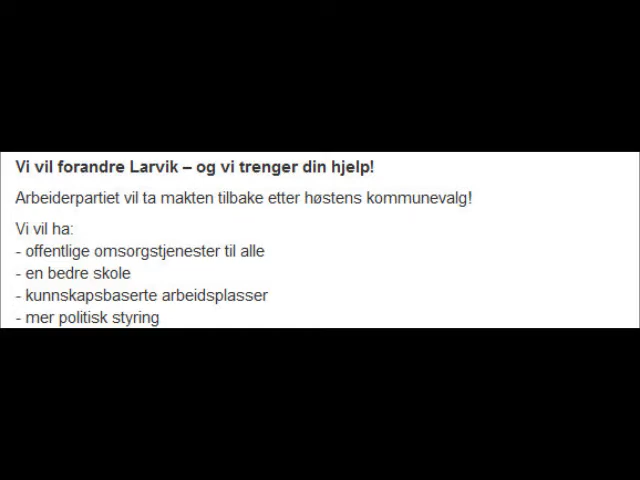 Vi vil forandre Larvik – og vi trenger din hjelp!
Arbeiderpartiet vil ta makten tilbake etter høstens kommunevalg!
Vi vil ha:
- offentlige omsorgstjenester til alle
- en bedre skole
- kunnskapsbaserte arbeidsplasser
- mer politisk styring